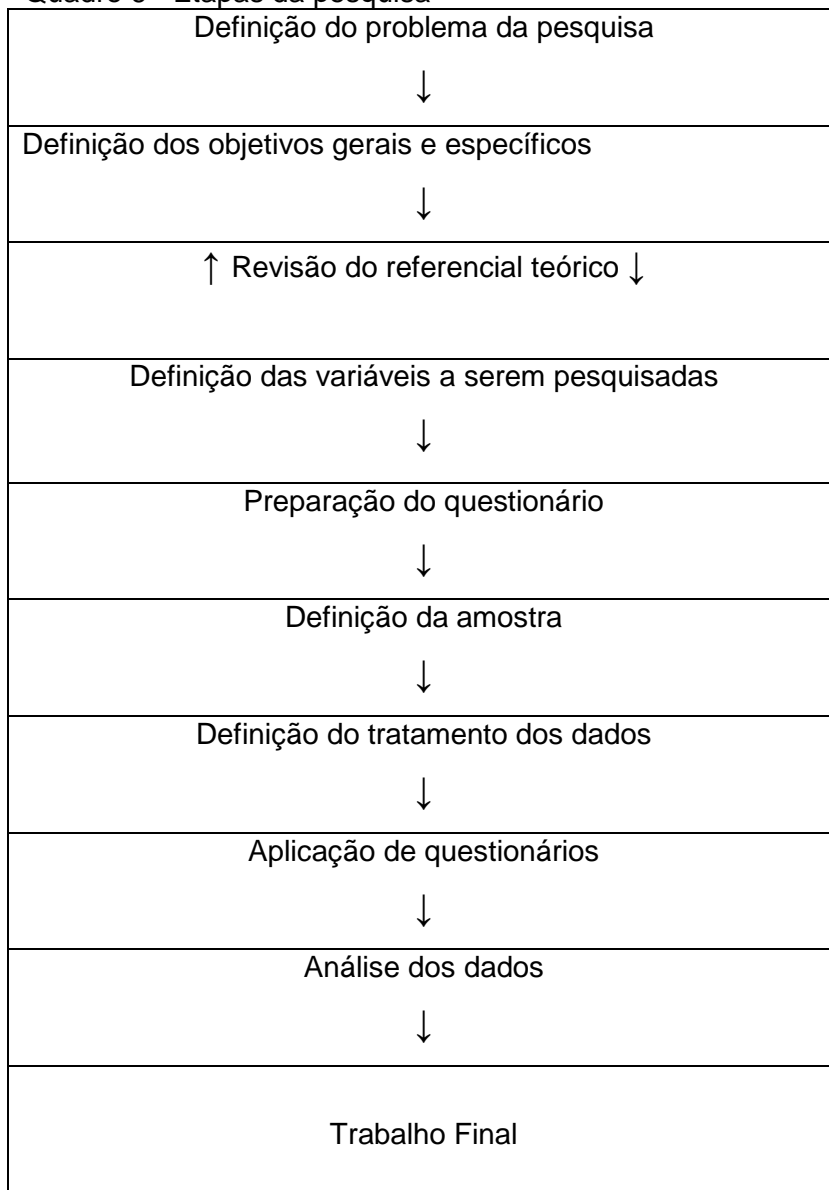 Definição do problema da pesquisa
↓
Definição dos objetivos gerais e específicos
↓
↑ Revisão do referencial teórico ↓
Definição das variáveis a serem pesquisadas
↓
Preparação do questionário
↓
Definição da amostra
↓
Definição do tratamento dos dados
↓
Aplicação de questionários
↓
Análise dos dados
↓
Trabalho Final